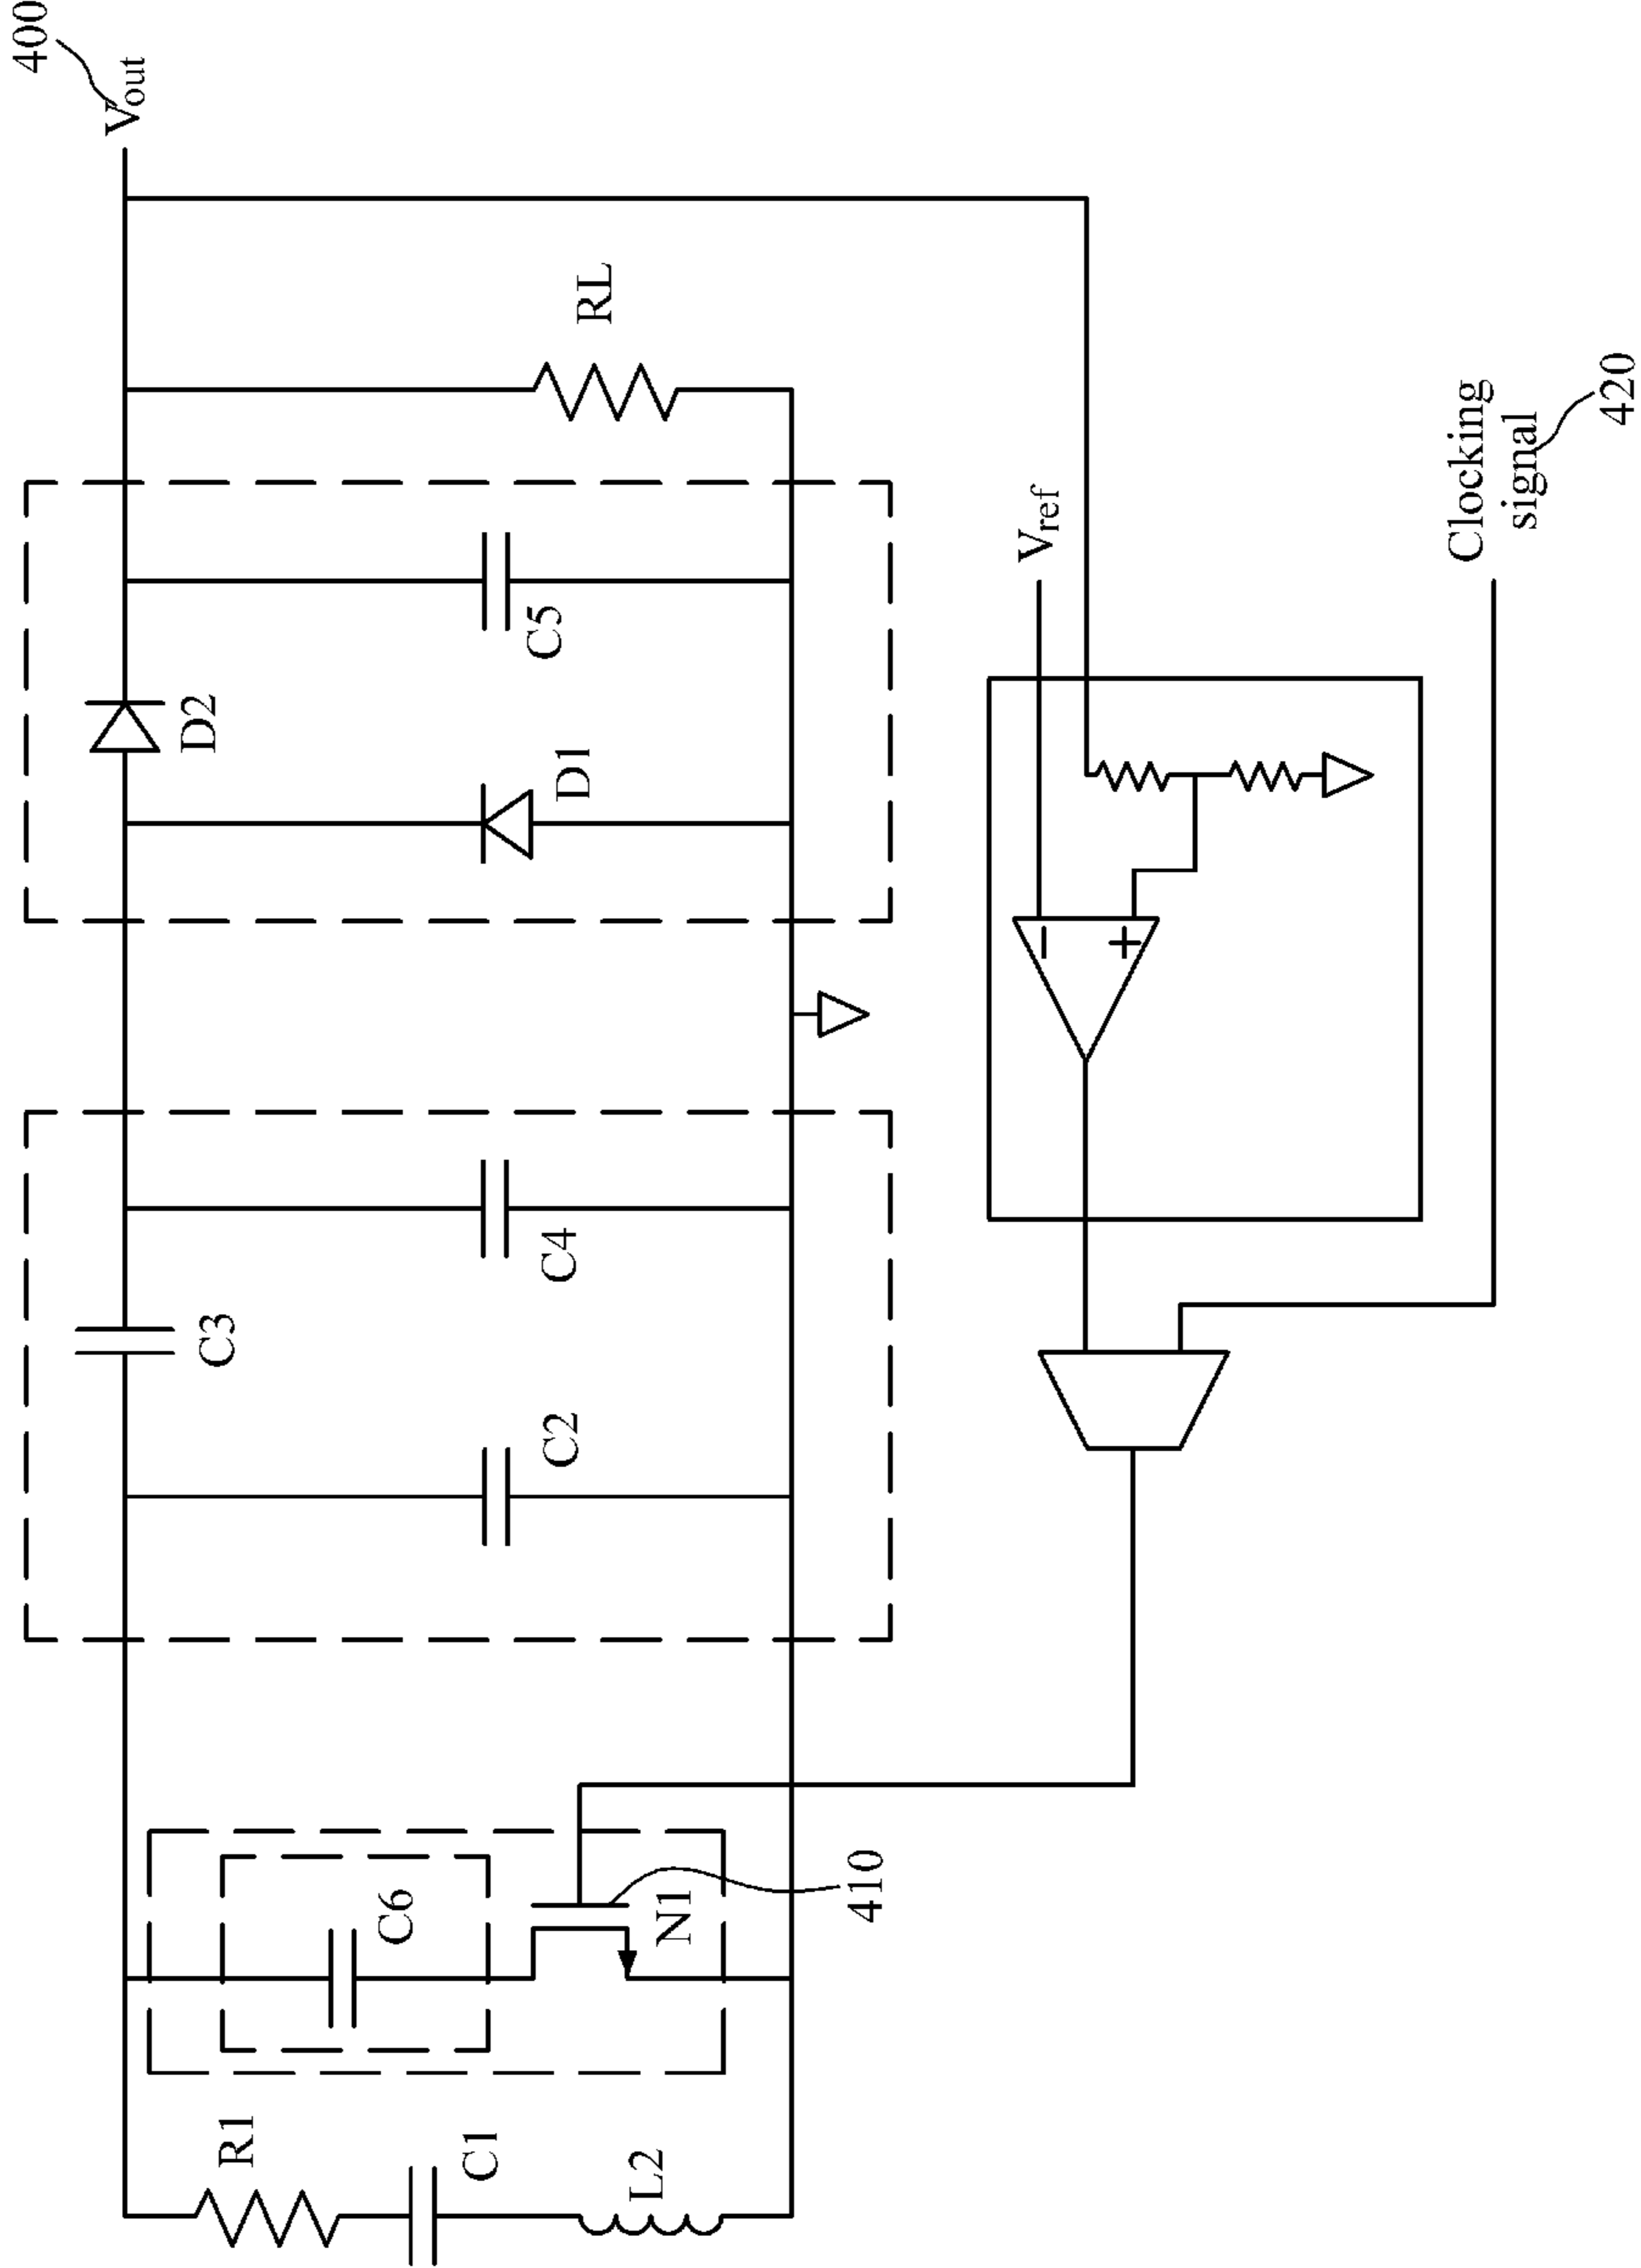 400
Vout
R1
C1
L2
C6
N1
410
C2
C3
C4
D1
D2
C5
RL
Vref
−
+
Clocking
signal
420